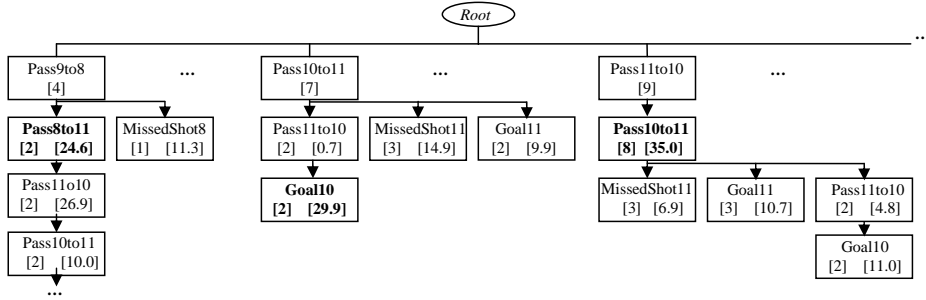 Root
..
Pass9to8
[4]
...
Pass10to11
[7]
...
Pass11to10
[9]
...
Pass8to11
[2] [24.6]
MissedShot8
[1] [11.3]
Pass11to10
[2] [0.7]
MissedShot11
[3] [14.9]
Goal11
[2] [9.9]
Pass10to11
[8] [35.0]
Pass11o10
[2] [26.9]
Goal10
[2] [29.9]
MissedShot11
[3] [6.9]
Goal11
[3] [10.7]
Pass11to10
[2] [4.8]
Pass10to11
[2] [10.0]
Goal10
[2] [11.0]
...